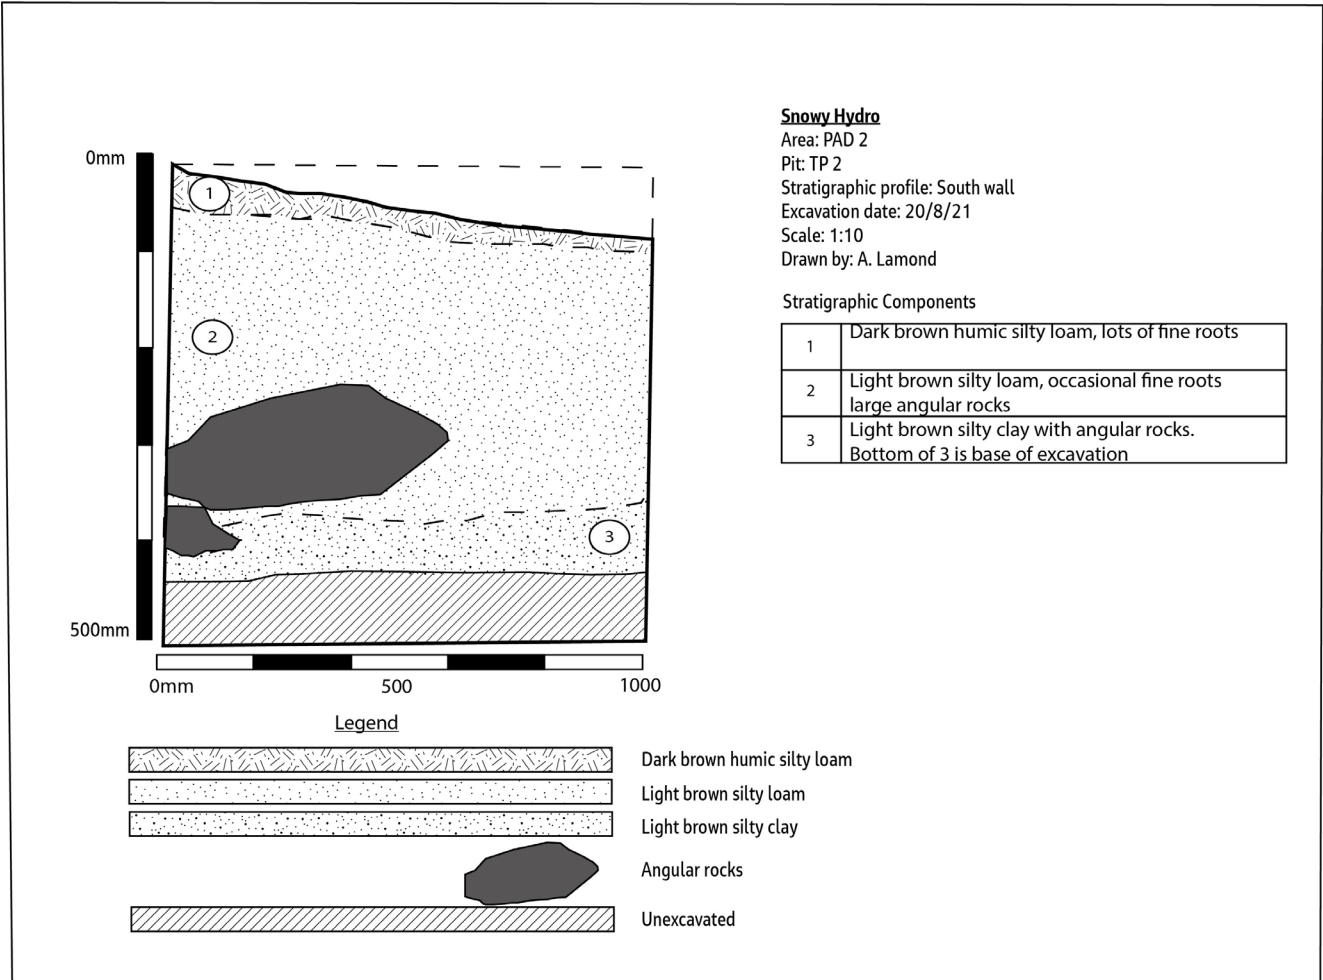 Snowy Hydro
Area: PAD 2
Pit: TP 2
Stratigraphic profile: South wall
Excavation date: 20/8/21
Scale: 1:10
Drawn by: A. Lamond
Stratigraphic Components
1 Dark brown humic silty loam, lots of fine roots
2 Light brown silty loam, occasional fine roots
large angular rocks
3 Light brown silty clay with angular rocks.
Bottom of 3 is base of excavation
0mm
1
2
3
500mm
0mm 500 1000
Legend
Dark brown humic silty loam
Light brown silty loam
Light brown silty clay
Angular rocks
Unexcavated